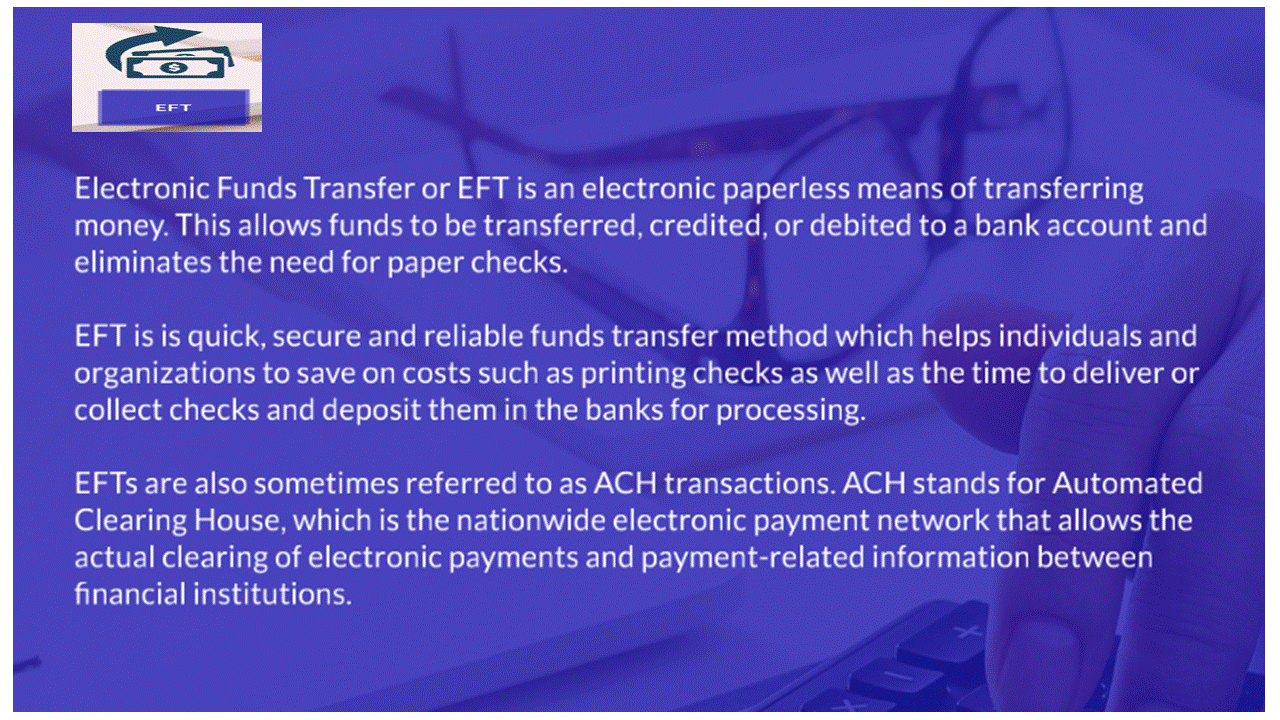 EFT
Electronic Funds Transfer or EFT is an electronic paperless means of transferring
money. This allows funds to be transferred, credited, or debited to a bank account and
eliminates the need for paper checks.
EFT is is quick, secure and reliable funds transfer method which helps individuals and
organizations to save on costs such as printing checks as well as the time to deliver or
collect checks and deposit them in the banks for processing.
EFTs are also sometimes referred to as ACH transactions. ACH stands for Automated
Clearing House, which is the nationwide electronic payment network that allows the
actual clearing of electronic payments and payment-related information between
financial institutions.